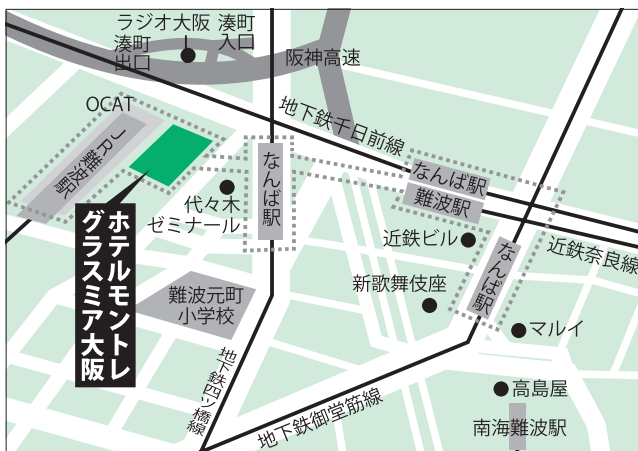 ラジオ大阪
湊町
出口
湊町
入口
阪神高速
OCAT
JR難波駅
地下鉄千日前線
なんば駅
なんば駅
難波駅
代々木
ゼミナール
近鉄ビル
なんば駅
近鉄奈良線
ホテルモントレ
グラスミア大阪
難波元町
小学校
新歌舞伎座
マルイ
地下鉄四ツ橋線
地下鉄御堂筋線
高島屋
南海難波駅